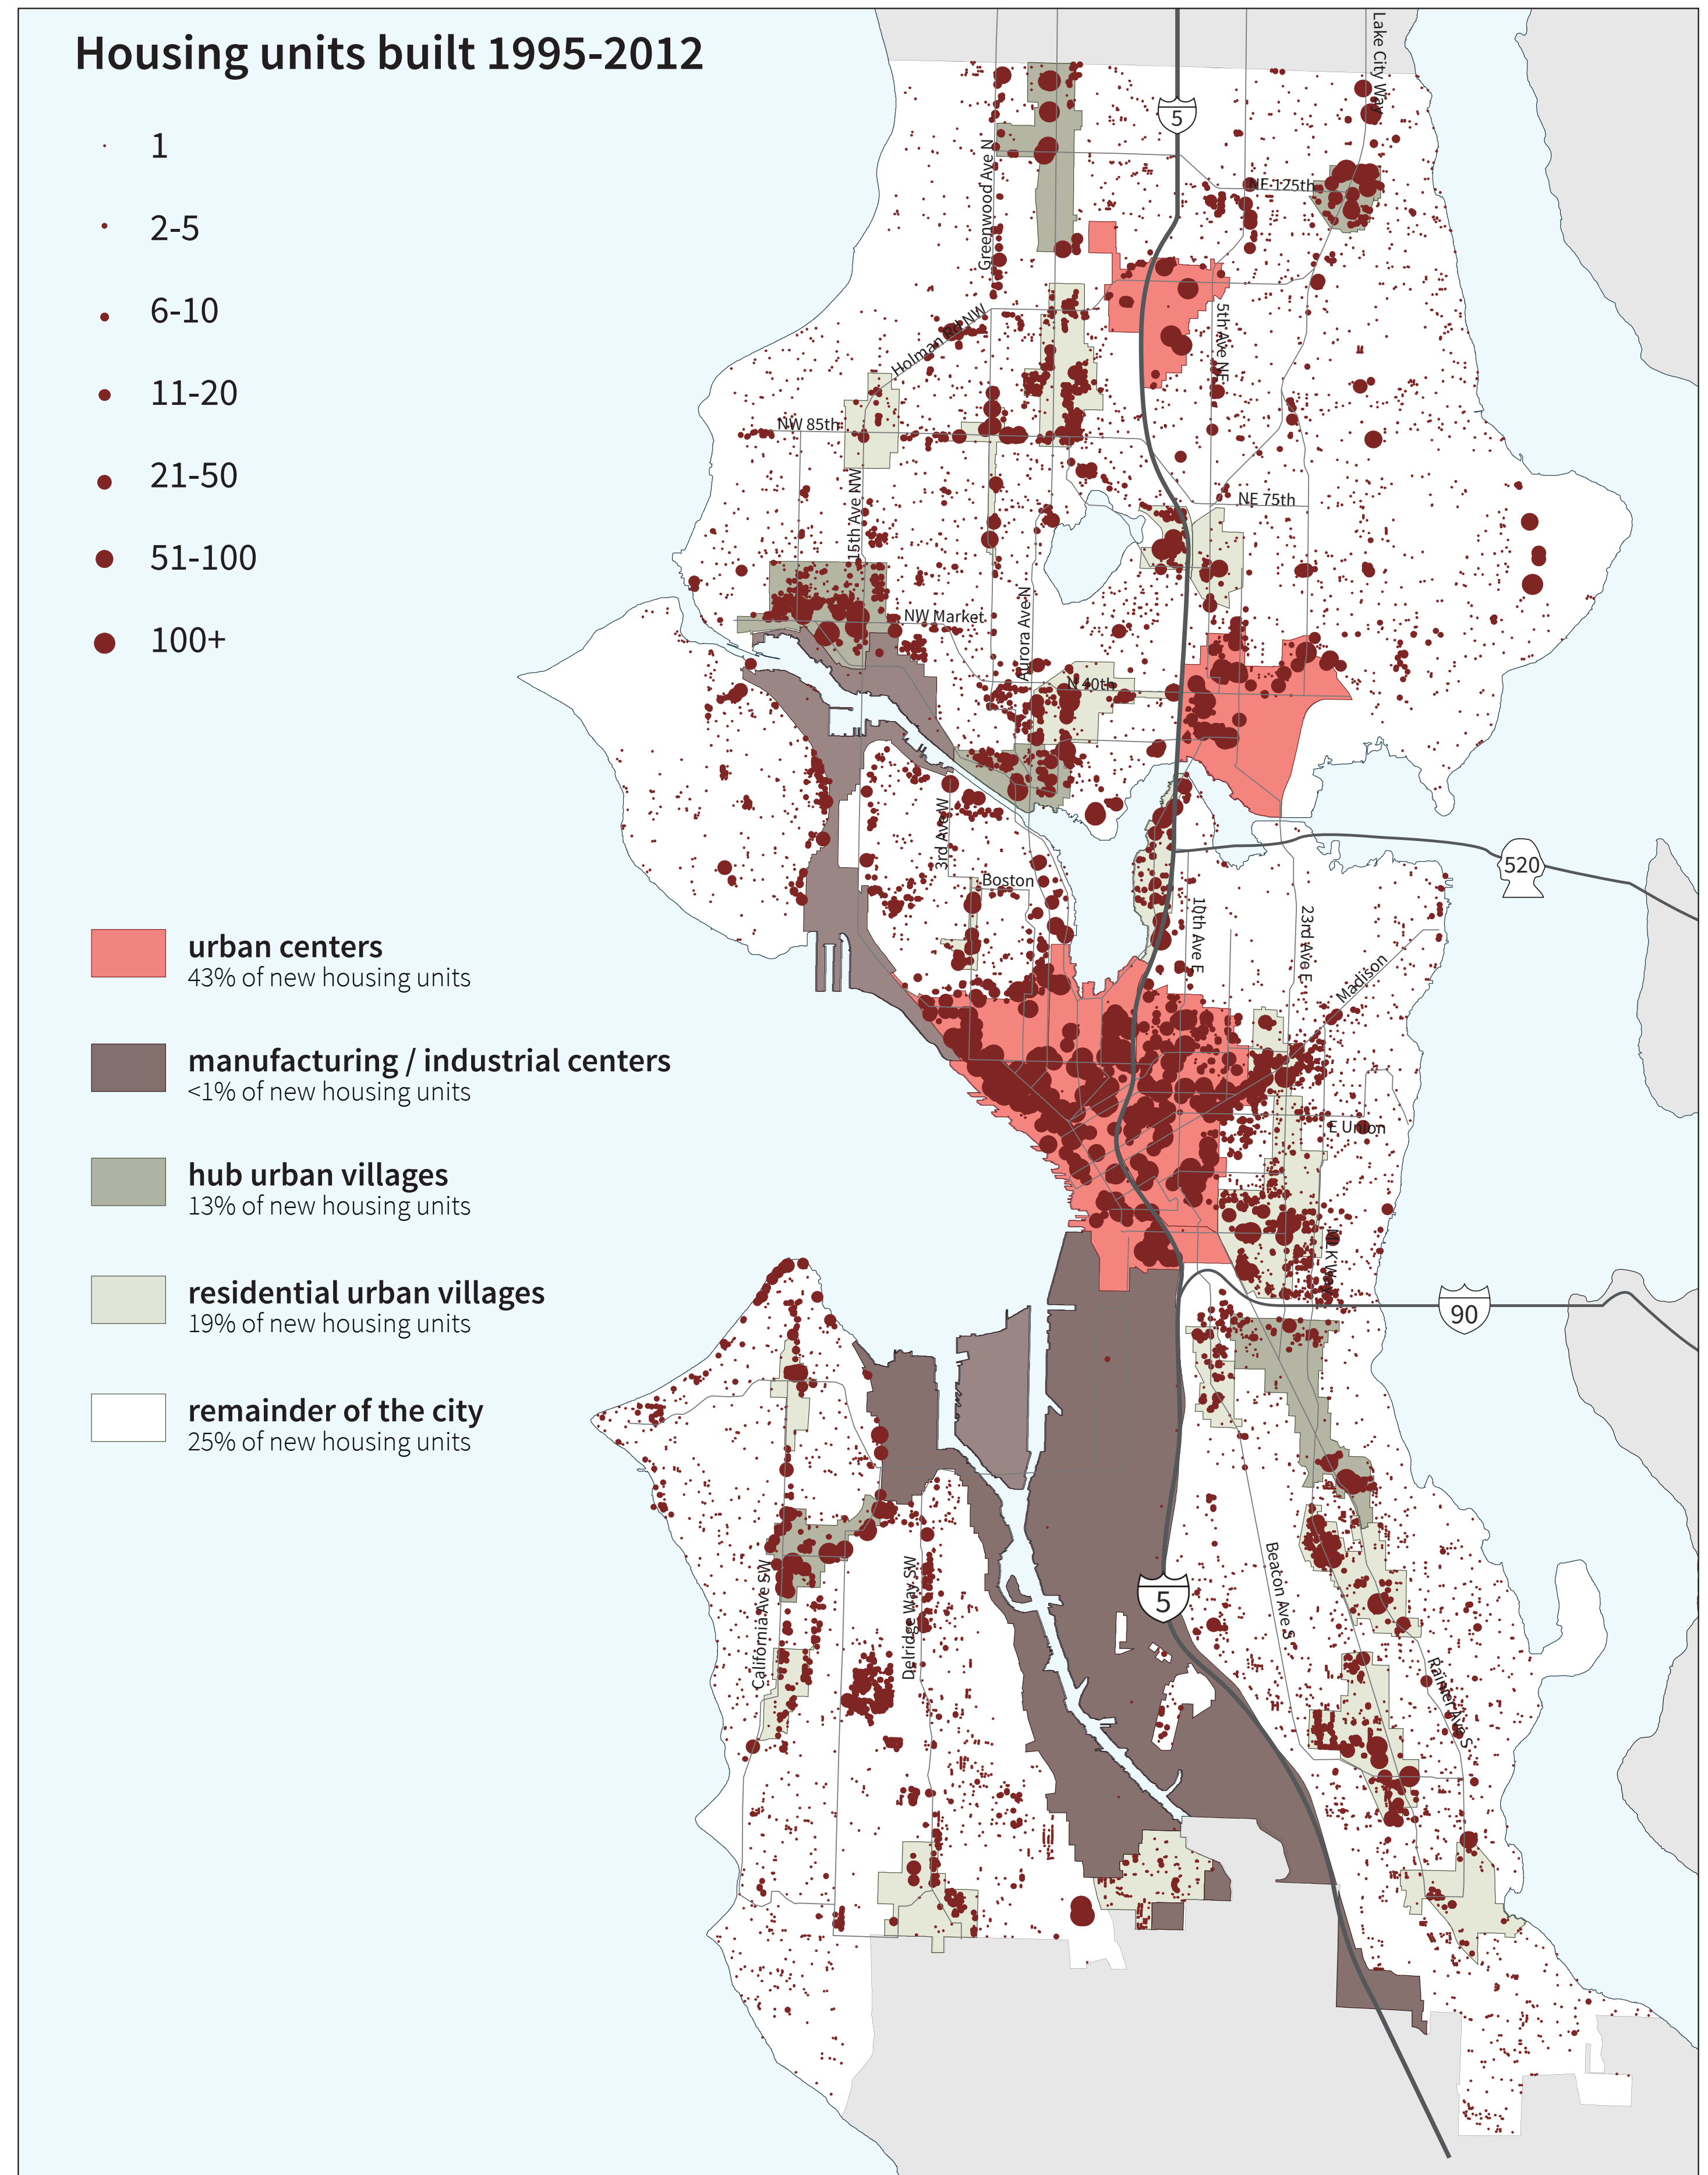 Housing units built 1995-2012
1
2-5
6-10
11-20
21-50
51-100
100+
urban centers
43% of new housing units
manufacturing / industrial centers
<1% of new housing units
hub urban villages
13% of new housing units
residential urban villages
19% of new housing units
remainder of the city
25% of new housing units
Lake City Way
5
Greenwood Ave N
NE 125th
Holman Rd NW
5th Ave NE
NW 85th
15th Ave NW
NE 75th
NW Market
Aurora Ave N
N 40th
3rd Ave W
Boston
520
10th Ave E
23rd Ave E
Madison
E Union
MLK Way
90
California Ave SW
Delridge Way SW
5
Beacon Ave S
Rainier Ave S